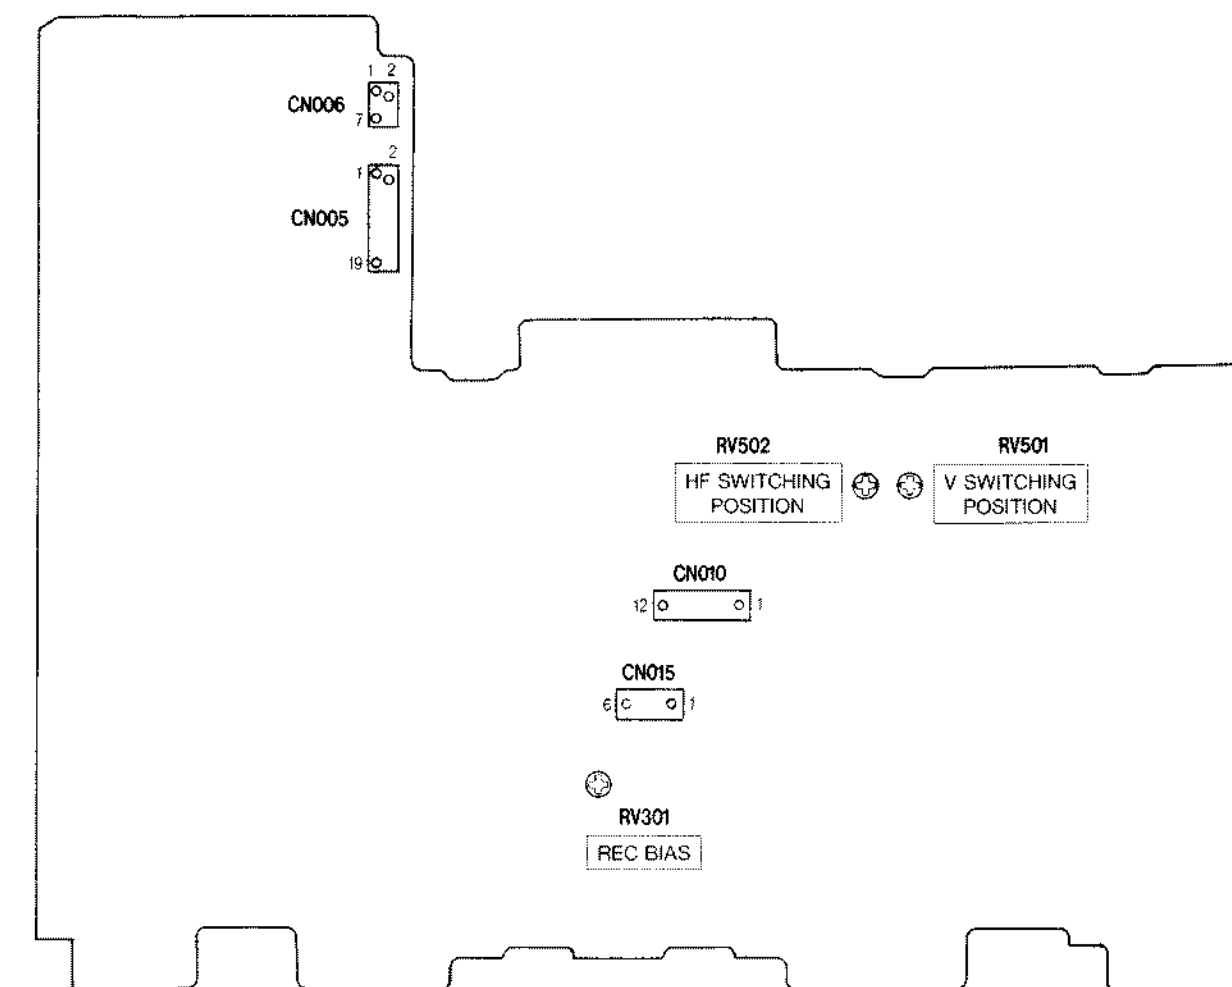 1 2
CN006
7
2
1
CN005
19
RV502
RV501
HF SWITCHING
POSITION
V SWITCHING
POSITION
CN010
12
1
CN015
6
1
RV301
REC BIAS